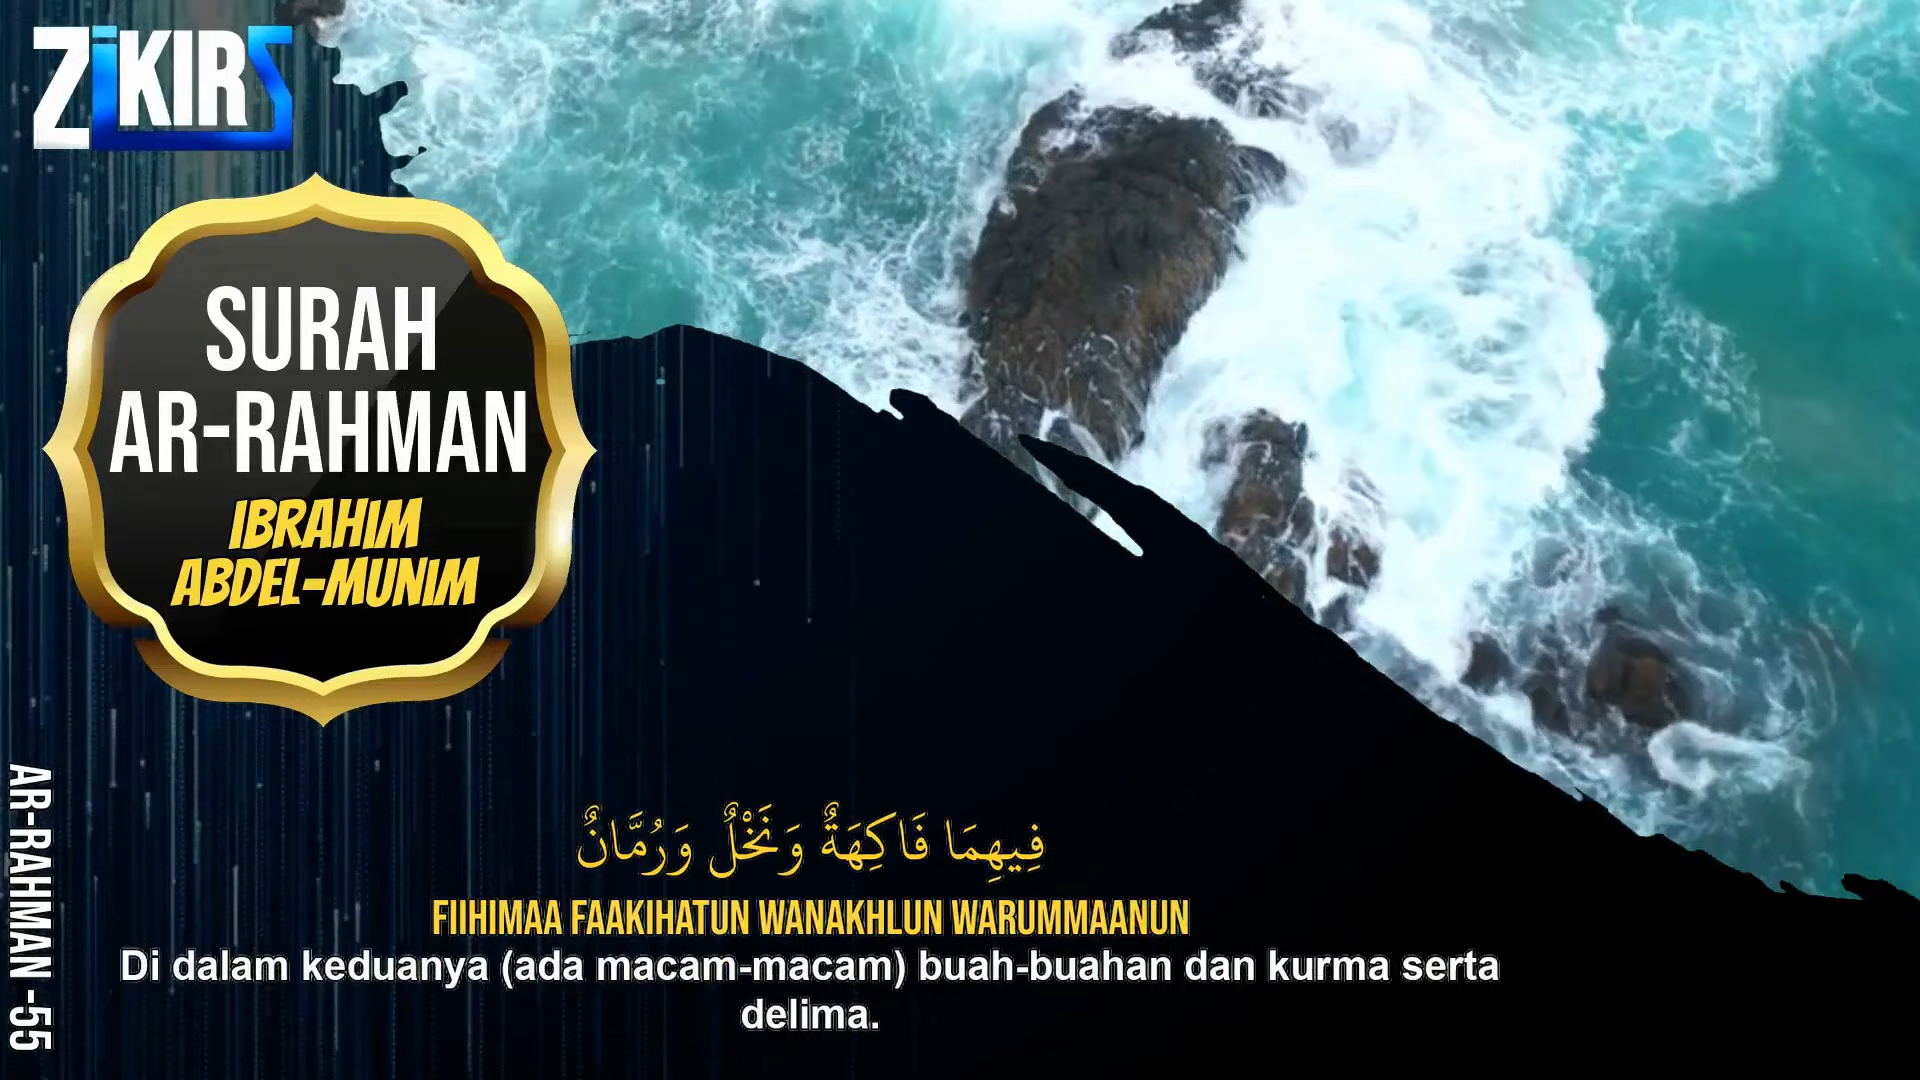 ZiKIRS
SURAH
AR-RAHMAN
IBRAHIM
ABDEL-MUNIM
AR-RAHMAN -55
فِيهِمَا فَاكِهَةٌ وَنَخْلٌ وَرُمَّانٌ
FIIHIMAA FAAKIHATUN WANAKHLUN WARUMMAANUN
Di dalam keduanya (ada macam-macam) buah-buahan dan kurma serta
delima.